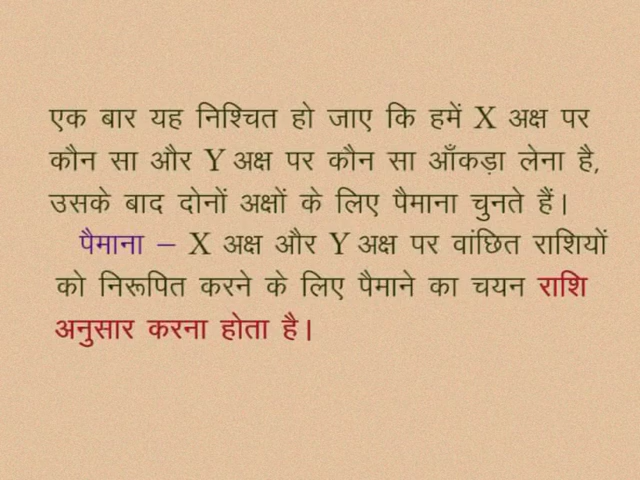 एक बार यह निश्चित हो जाए कि हमें X अक्ष पर
कौन सा और Y अक्ष पर कौन सा आँकड़ा लेना है,
उसके बाद दोनों अक्षों के लिए पैमाना चुनते हैं।
पैमाना – X अक्ष और Y अक्ष पर वांछित राशियों
को निरूपित करने के लिए पैमाने का चयन राशि
अनुसार करना होता है।